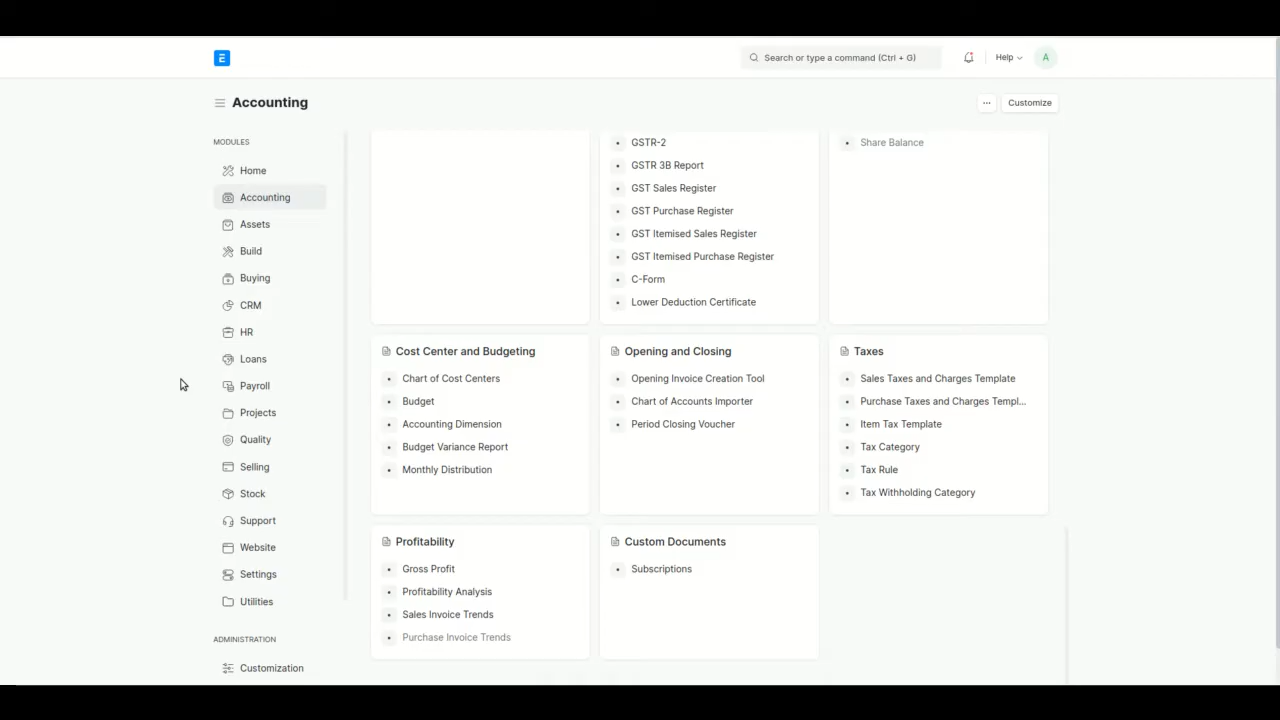 E
Search or type a command (Ctrl + G)
Help
A
Accounting
...
Customize
MODULES
Home
Accounting
Assets
Build
Buying
CRM
HR
Loans
Payroll
Projects
Quality
Selling
Stock
Support
Website
Settings
Utilities
ADMINISTRATION
Customization
GSTR-2
GSTR 3B Report
GST Sales Register
GST Purchase Register
GST Itemised Sales Register
GST Itemised Purchase Register
C-Form
Lower Deduction Certificate
Share Balance
Cost Center and Budgeting
Chart of Cost Centers
Budget
Accounting Dimension
Budget Variance Report
Monthly Distribution
Opening and Closing
Opening Invoice Creation Tool
Chart of Accounts Importer
Period Closing Voucher
Taxes
Sales Taxes and Charges Template
Purchase Taxes and Charges Templ...
Item Tax Template
Tax Category
Tax Rule
Tax Withholding Category
Profitability
Gross Profit
Profitability Analysis
Sales Invoice Trends
Purchase Invoice Trends
Custom Documents
Subscriptions